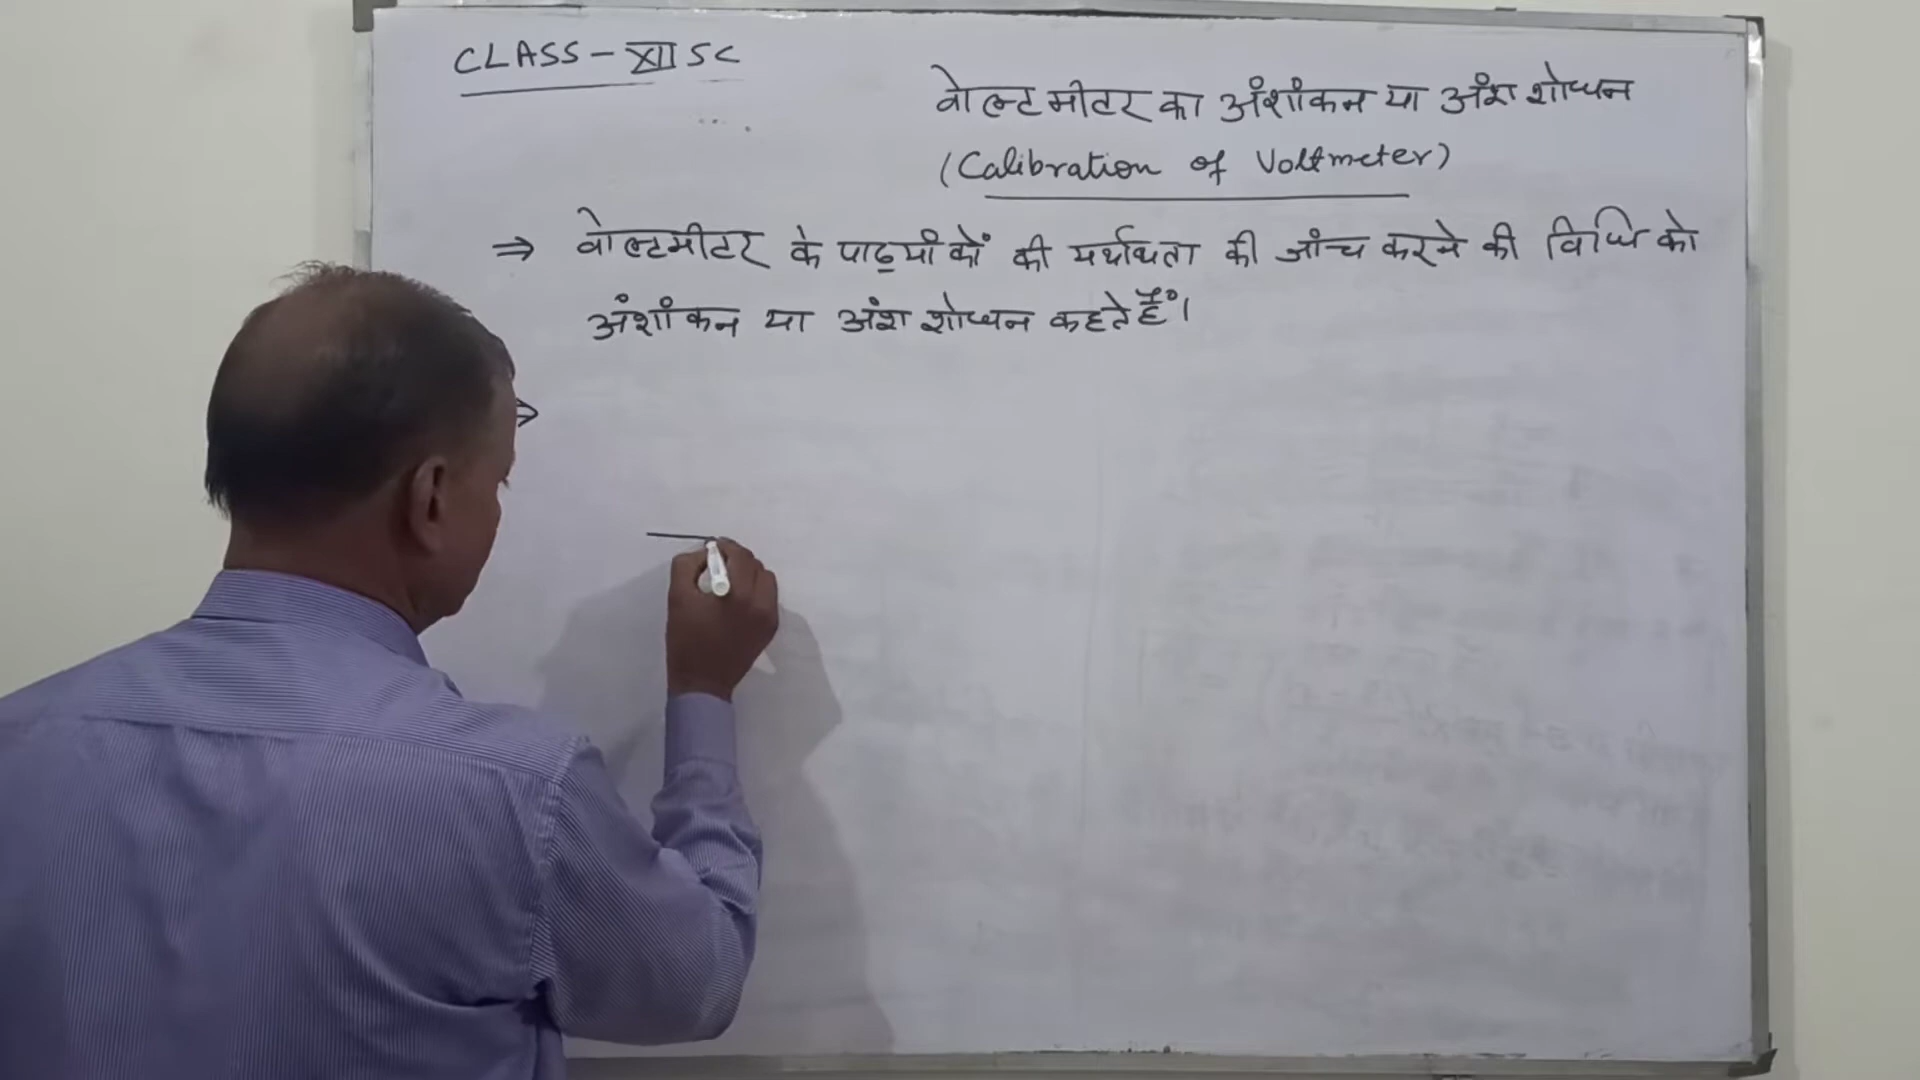 CLASS - XII SC
वोल्टमीटर का अंशांकन या अंश शोधन
(Calibration of Voltmeter)
⇒ वोल्टमीटर के पाठ्यांकों की यर्थाथता की जांच करने की विधि को
अंशांकन या अंश शोधन कहते हैं।
⇒